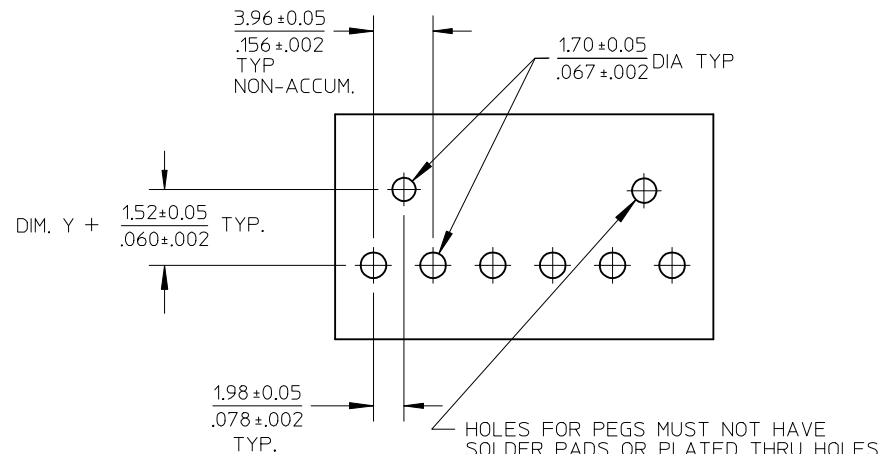 3.96±0.05
.156±.002
TYP
NON-ACCUM.
1.70±0.05
.067±.002 DIA TYP
DIM. Y + 1.52±0.05 TYP.
.060±.002
1.98±0.05
.078±.002
TYP.
HOLES FOR PEGS MUST NOT HAVE
SOLDER PADS OR PLATED THRU HOLES